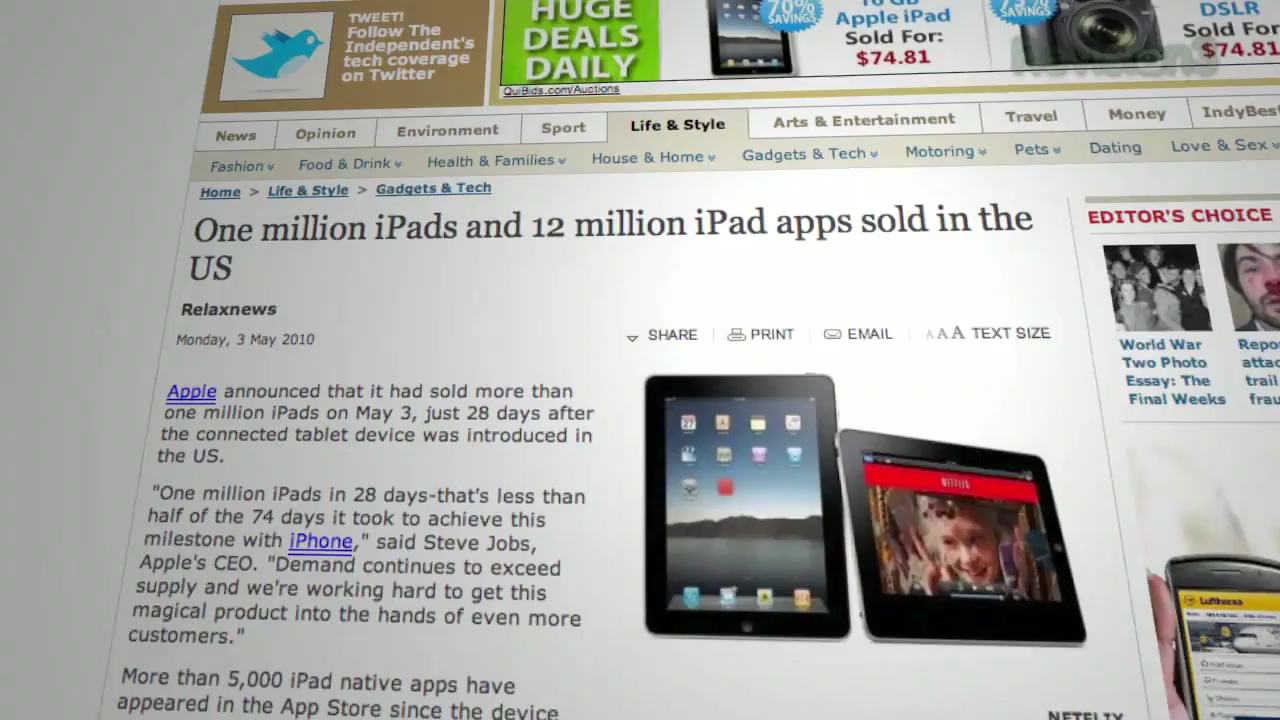 TWEET!
Follow The
Independent's
tech coverage
on Twitter
HUGE
DEALS
DAILY
QuiBids.com/Auctions
70%
SAVINGS
Apple iPad
Sold For:
$74.81
SAVINGS
DSLR
Sold For:
$74.81
News Opinion Environment Sport Life & Style Arts & Entertainment Travel Money IndyBes
Fashion Food & Drink Health & Families House & Home Gadgets & Tech Motoring Pets Dating Love & Sex
Home > Life & Style > Gadgets & Tech
One million iPads and 12 million iPad apps sold in the
US
Relaxnews
Monday, 3 May 2010
SHARE PRINT EMAIL A A A TEXT SIZE
Apple announced that it had sold more than
one million iPads on May 3, just 28 days after
the connected tablet device was introduced in
the US.
"One million iPads in 28 days-that's less than
half of the 74 days it took to achieve this
milestone with iPhone," said Steve Jobs,
Apple's CEO. "Demand continues to exceed
supply and we're working hard to get this
magical product into the hands of even more
customers."
More than 5,000 iPad native apps have
appeared in the App Store since the device
NETFLIX
EDITOR'S CHOICE
World War
Two Photo
Essay: The
Final Weeks
Repo
attac
trail
frau
Lufthansa
NETFLIX